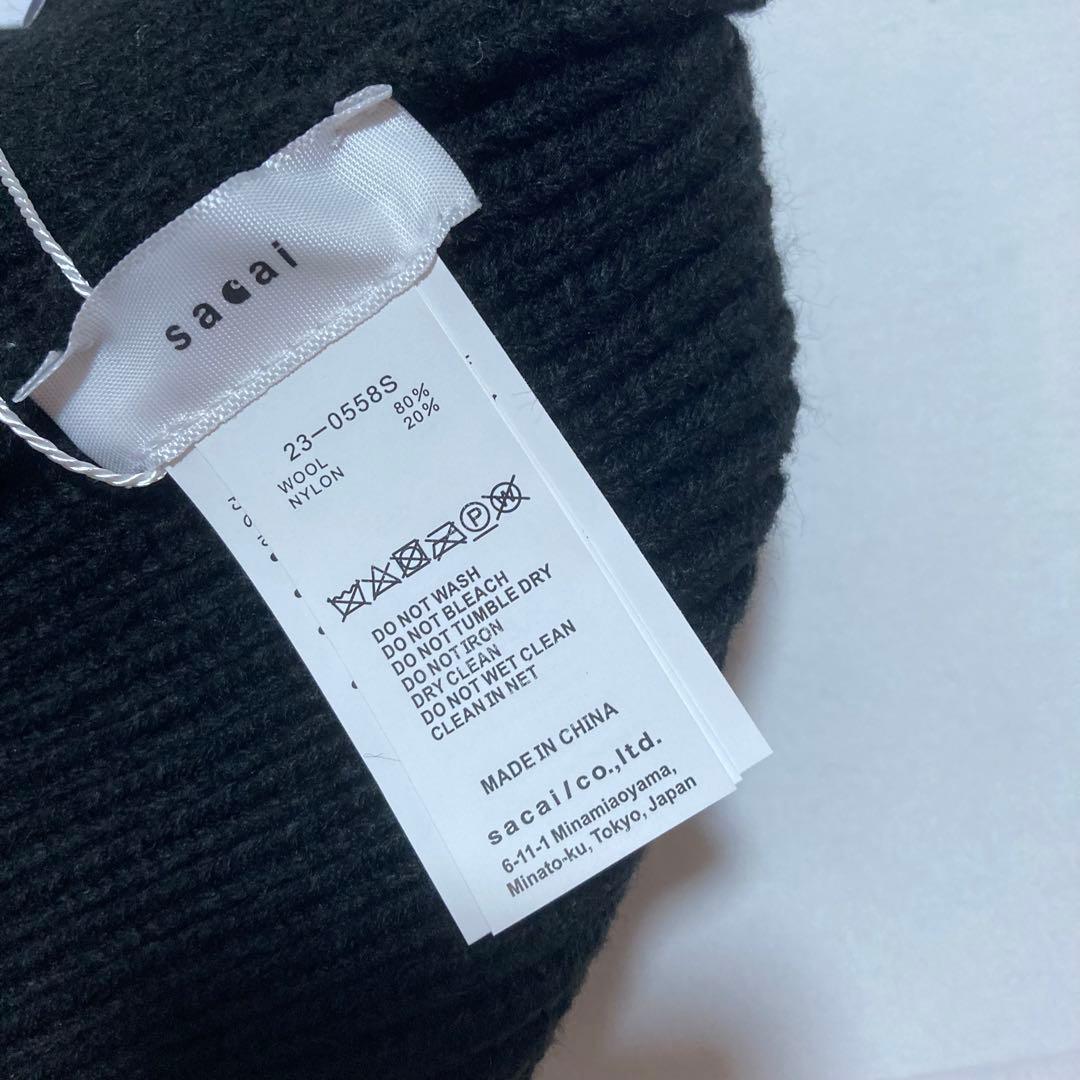 sacai
23-0558S
WOOL 80%
NYLON 20%
P W
DO NOT WASH
DO NOT BLEACH
DO NOT TUMBLE DRY
DO NOT IRON
DRY CLEAN
DO NOT WET CLEAN
CLEAN IN NET
MADE IN CHINA
sacai/co.,ltd.
6-11-1 Minamiaoyama,
Minato-ku, Tokyo, Japan